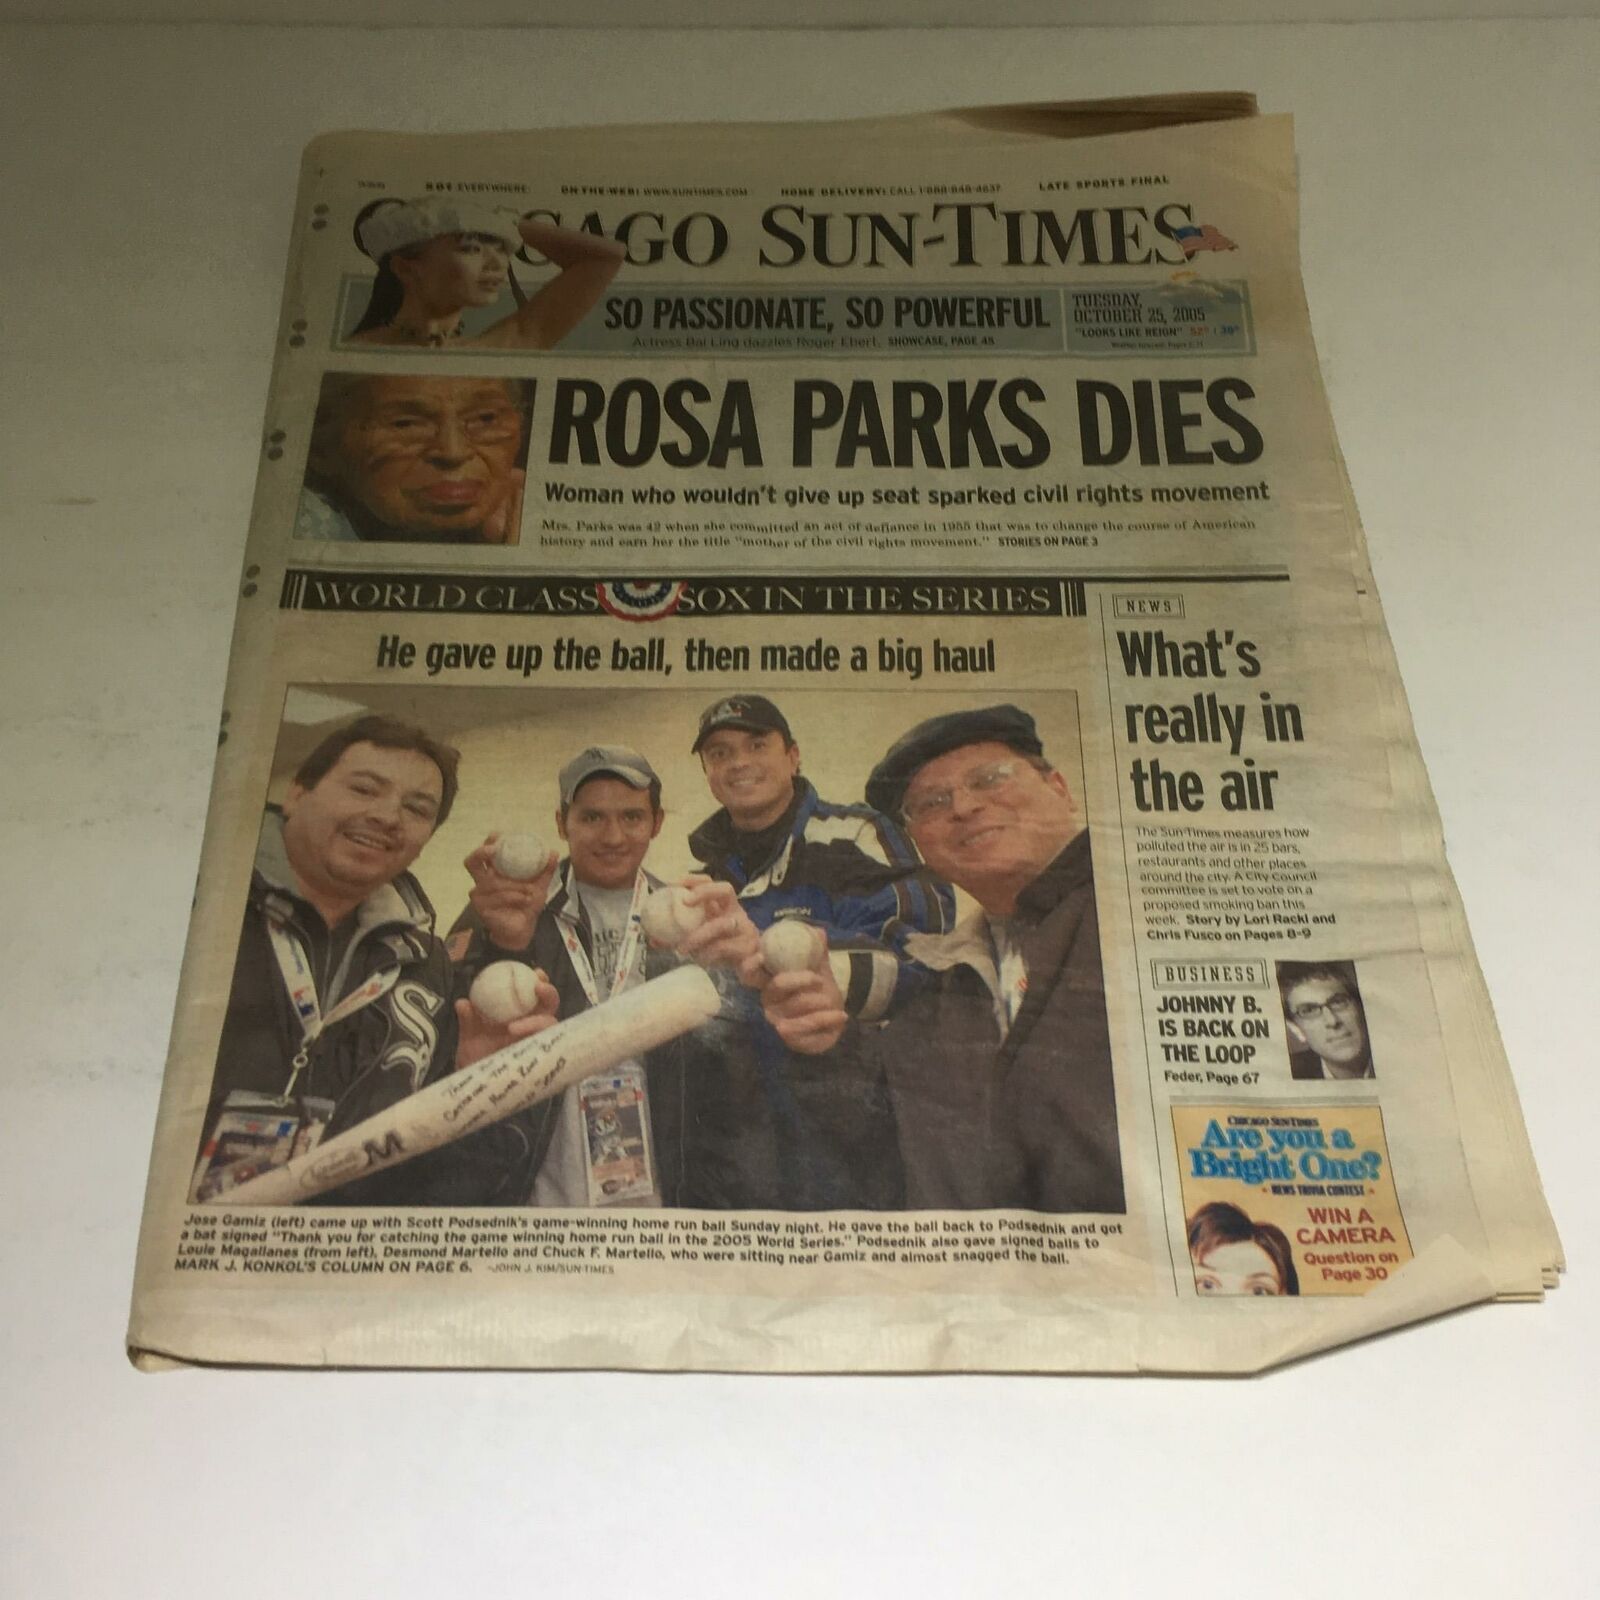 EVERYWHERE:
ON THE WEB: WWW.SUNTIMES.COM
HOME DELIVERY: CALL 1-888-848-4637
LATE SPORTS FINAL
CHICAGO SUN-TIMES
SO PASSIONATE, SO POWERFUL
Actress Bai Ling dazzles Roger Ebert. SHOWCASE, PAGE 45
TUESDAY,
OCTOBER 25, 2005
"LOOKS LIKE REIGN" 52° / 38°
ROSA PARKS DIES
Woman who wouldn't give up seat sparked civil rights movement
Mrs. Parks was 42 when she committed an act of defiance in 1955 that was to change the course of American
history and earn her the title "mother of the civil rights movement." STORIES ON PAGE 3
WORLD CLASS SOX IN THE SERIES
He gave up the ball, then made a big haul
Jose Gamiz (left) came up with Scott Podsednik's game-winning home run ball Sunday night. He gave the ball back to Podsednik and got
a bat signed "Thank you for catching the game winning home run ball in the 2005 World Series." Podsednik also gave signed balls to
Louie Magallanes (from left), Desmond Martello and Chuck F. Martello, who were sitting near Gamiz and almost snagged the ball.
MARK J. KONKOL'S COLUMN ON PAGE 6. ~JOHN J. KIM/SUN-TIMES
NEWS
What's
really in
the air
The Sun-Times measures how
polluted the air is in 25 bars,
restaurants and other places
around the city. A City Council
committee is set to vote on a
proposed smoking ban this
week. Story by Lori Rackl and
Chris Fusco on Pages 8-9
BUSINESS
JOHNNY B.
IS BACK ON
THE LOOP
Feder, Page 67
CHICAGO SUN-TIMES
Are you a
Bright One?
NEWS TRIVIA CONTEST
WIN A
CAMERA
Question on
Page 30